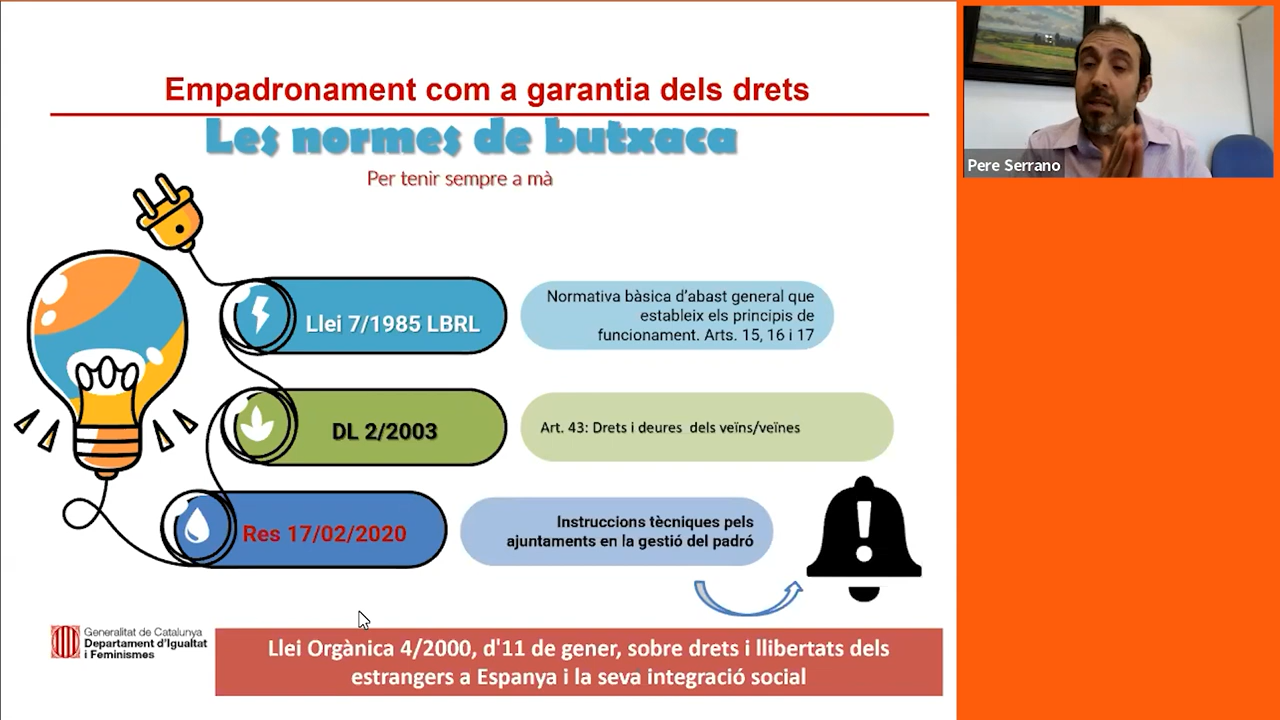 Empadronament com a garantia dels drets
Les normes de butxaca
Per tenir sempre a mà
Llei 7/1985 LBRL
Normativa bàsica d'abast general que
estableix els principis de
funcionament. Arts. 15, 16 i 17
DL 2/2003
Art. 43: Drets i deures dels veïns/veïnes
Res 17/02/2020
Instruccions tècniques pels
ajuntaments en la gestió del padró
Generalitat de Catalunya
Departament d'Igualtat
i Feminismes
Llei Orgànica 4/2000, d'11 de gener, sobre drets i llibertats dels
estrangers a Espanya i la seva integració social
Pere Serrano